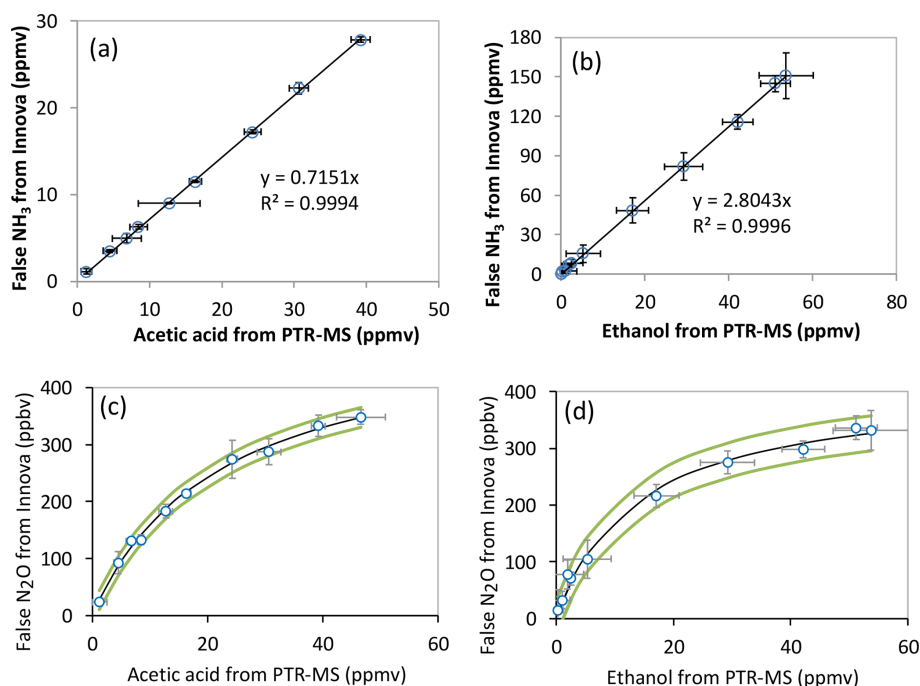 (a)
False NH₃ from Innova (ppmv)
30
20
10
0
y = 0.7151x
R² = 0.9994
0 10 20 30 40 50
Acetic acid from PTR-MS (ppmv)
(b)
False NH₃ from Innova (ppmv)
180
150
120
90
60
30
0
y = 2.8043x
R² = 0.9996
0 20 40 60 80
Ethanol from PTR-MS (ppmv)
(c)
False N₂O from Innova (ppbv)
400
300
200
100
0
0 20 40 60
Acetic acid from PTR-MS (ppmv)
(d)
False N₂O from Innova (ppbv)
400
300
200
100
0
0 20 40 60
Ethanol from PTR-MS (ppmv)